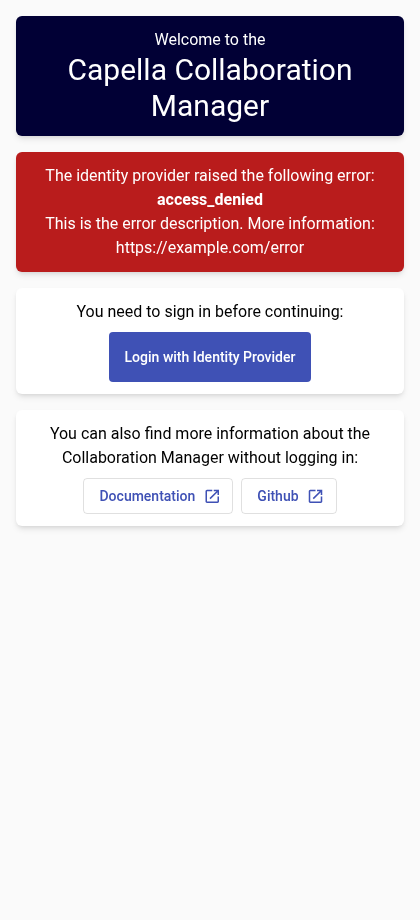 Welcome to the
Capella Collaboration
Manager
The identity provider raised the following error:
access_denied
This is the error description. More information:
https://example.com/error
You need to sign in before continuing:
Login with Identity Provider
You can also find more information about the
Collaboration Manager without logging in:
Documentation
Github